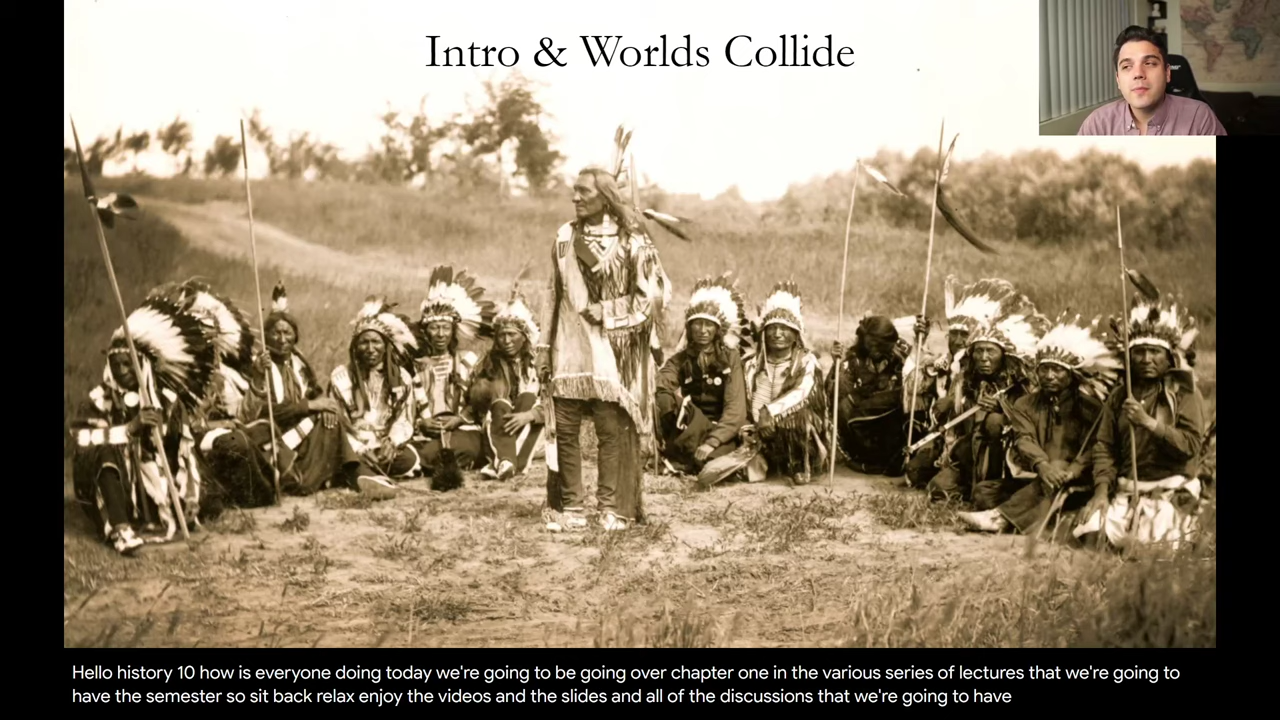 Intro & Worlds Collide
Hello history 10 how is everyone doing today we're going to be going over chapter one in the various series of lectures that we're going to
have the semester so sit back relax enjoy the videos and the slides and all of the discussions that we're going to have